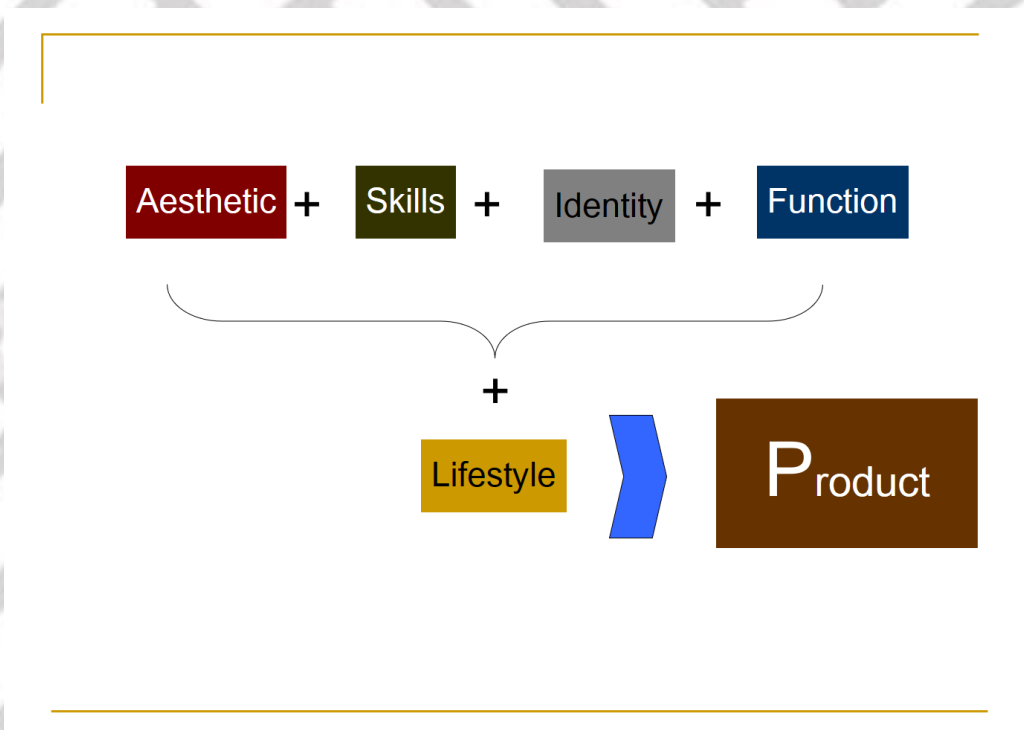 Aesthetic + Skills + Identity + Function
+
Lifestyle
Product